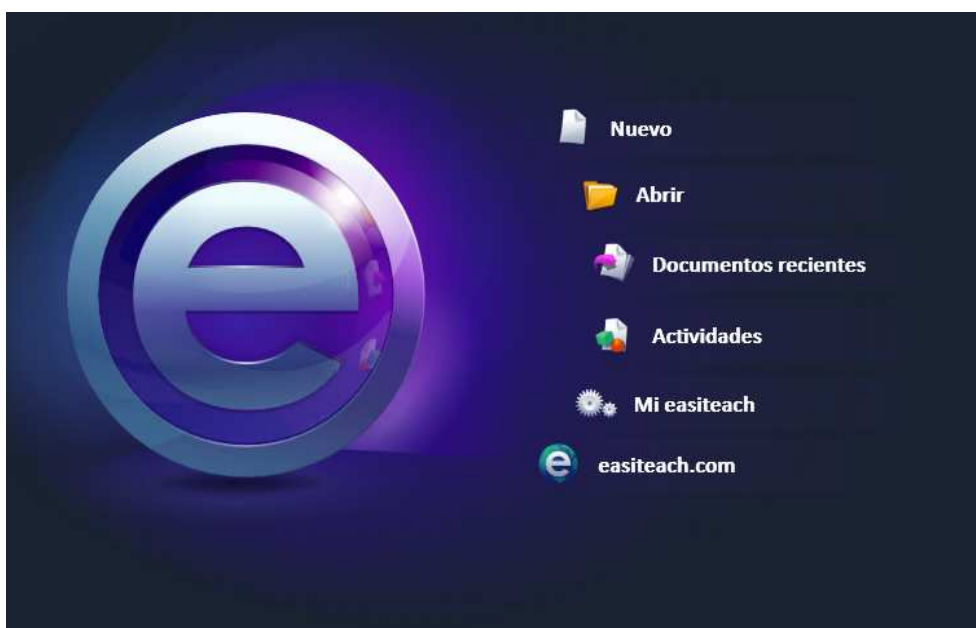 Nuevo
Abrir
Documentos recientes
Actividades
Mi easiteach
easiteach.com